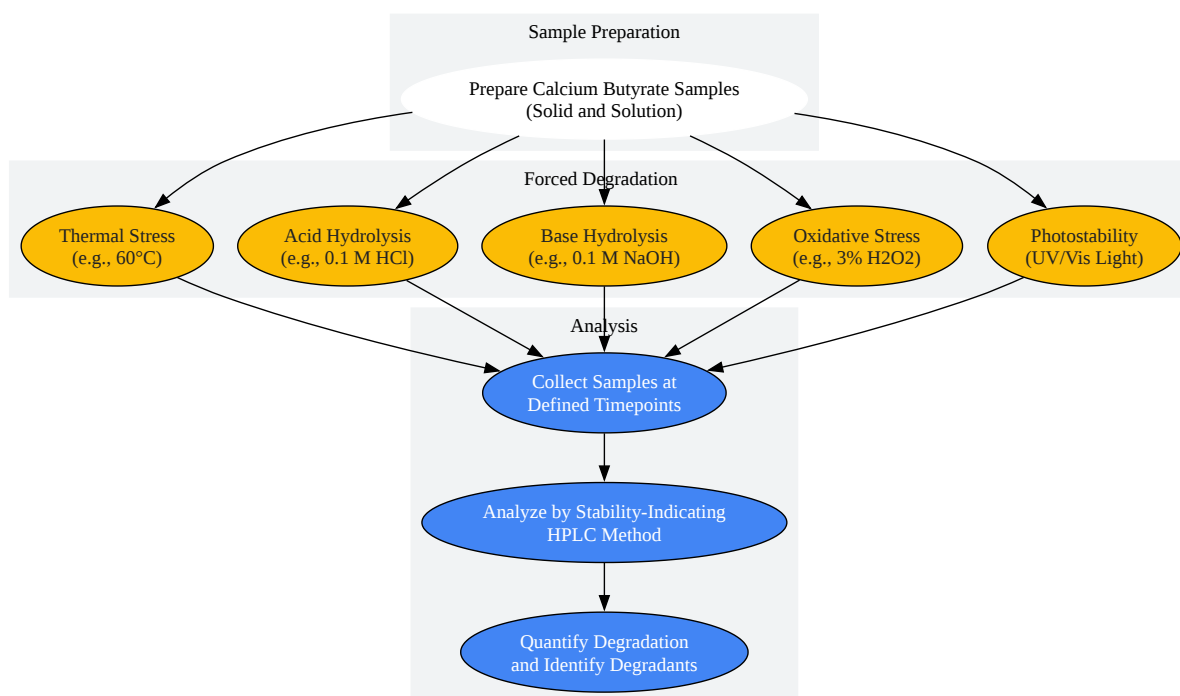 Sample Preparation
Prepare Calcium Butyrate Samples
(Solid and Solution)
Forced Degradation
Thermal Stress
(e.g., 60°C)
Acid Hydrolysis
(e.g., 0.1 M HCl)
Base Hydrolysis
(e.g., 0.1 M NaOH)
Oxidative Stress
(e.g., 3% H2O2)
Photostability
(UV/Vis Light)
Analysis
Collect Samples at
Defined Timepoints
Analyze by Stability-Indicating
HPLC Method
Quantify Degradation
and Identify Degradants